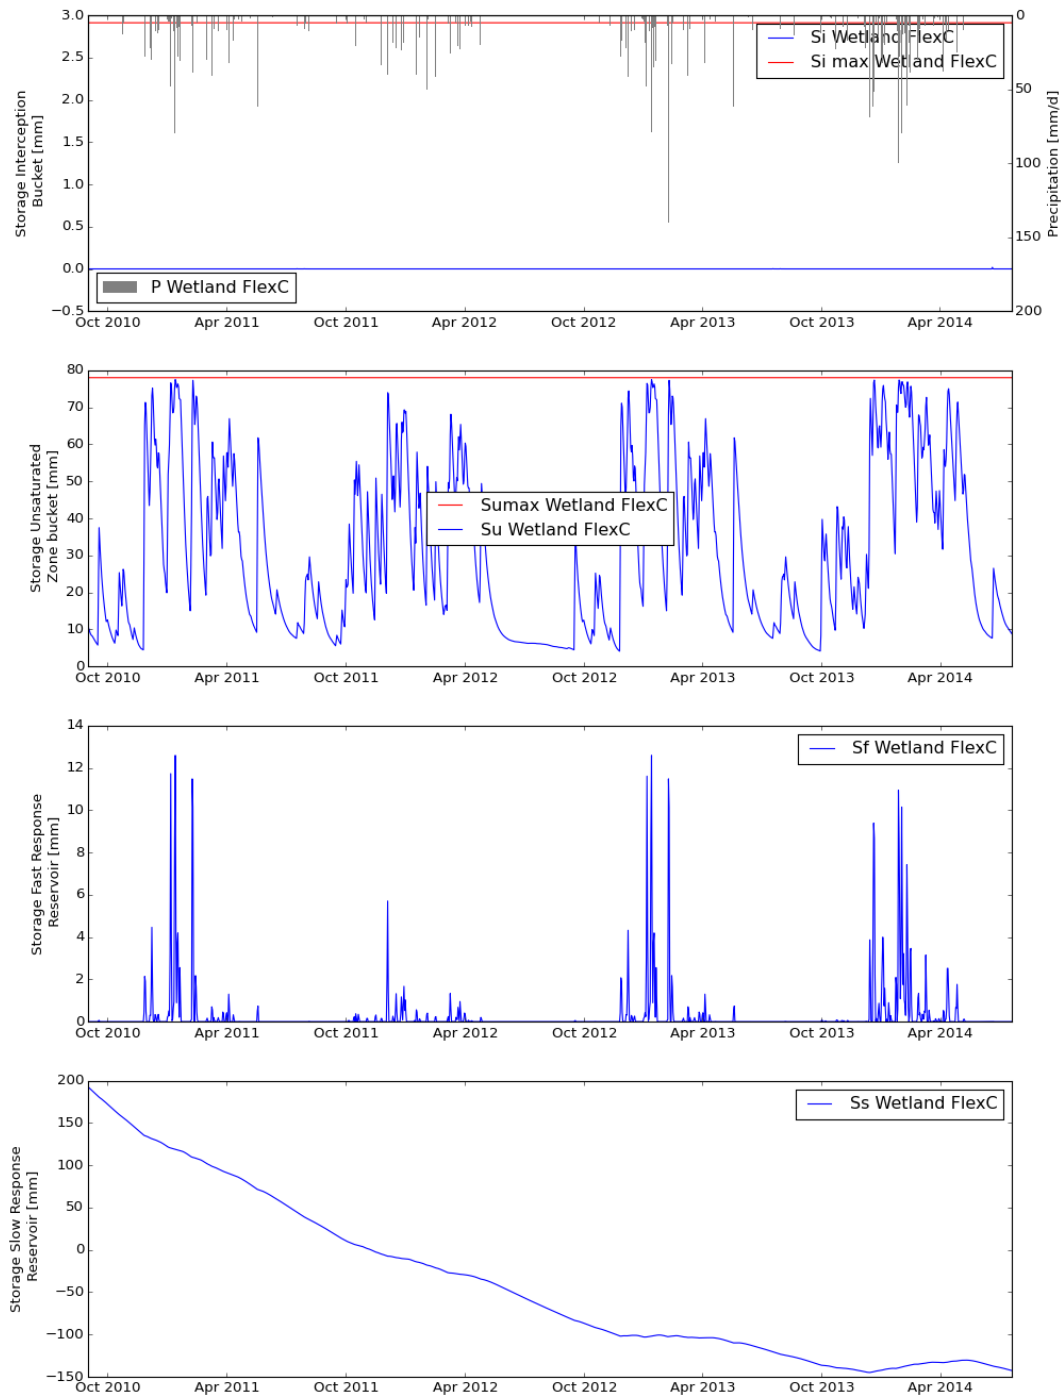 3.0
2.5
2.0
1.5
1.0
0.5
0.0
−0.5
Storage Interception
Bucket [mm]
0
50
100
150
200
Precipitation [mm/d]
Si Wetland FlexC
Si max Wetland FlexC
P Wetland FlexC
Oct 2010 Apr 2011 Oct 2011 Apr 2012 Oct 2012 Apr 2013 Oct 2013 Apr 2014
80
70
60
50
40
30
20
10
0
Storage Unsaturated
Zone bucket [mm]
Sumax Wetland FlexC
Su Wetland FlexC
Oct 2010 Apr 2011 Oct 2011 Apr 2012 Oct 2012 Apr 2013 Oct 2013 Apr 2014
14
12
10
8
6
4
2
0
Storage Fast Response
Reservoir [mm]
Sf Wetland FlexC
Oct 2010 Apr 2011 Oct 2011 Apr 2012 Oct 2012 Apr 2013 Oct 2013 Apr 2014
200
150
100
50
0
−50
−100
−150
Storage Slow Response
Reservoir [mm]
Ss Wetland FlexC
Oct 2010 Apr 2011 Oct 2011 Apr 2012 Oct 2012 Apr 2013 Oct 2013 Apr 2014